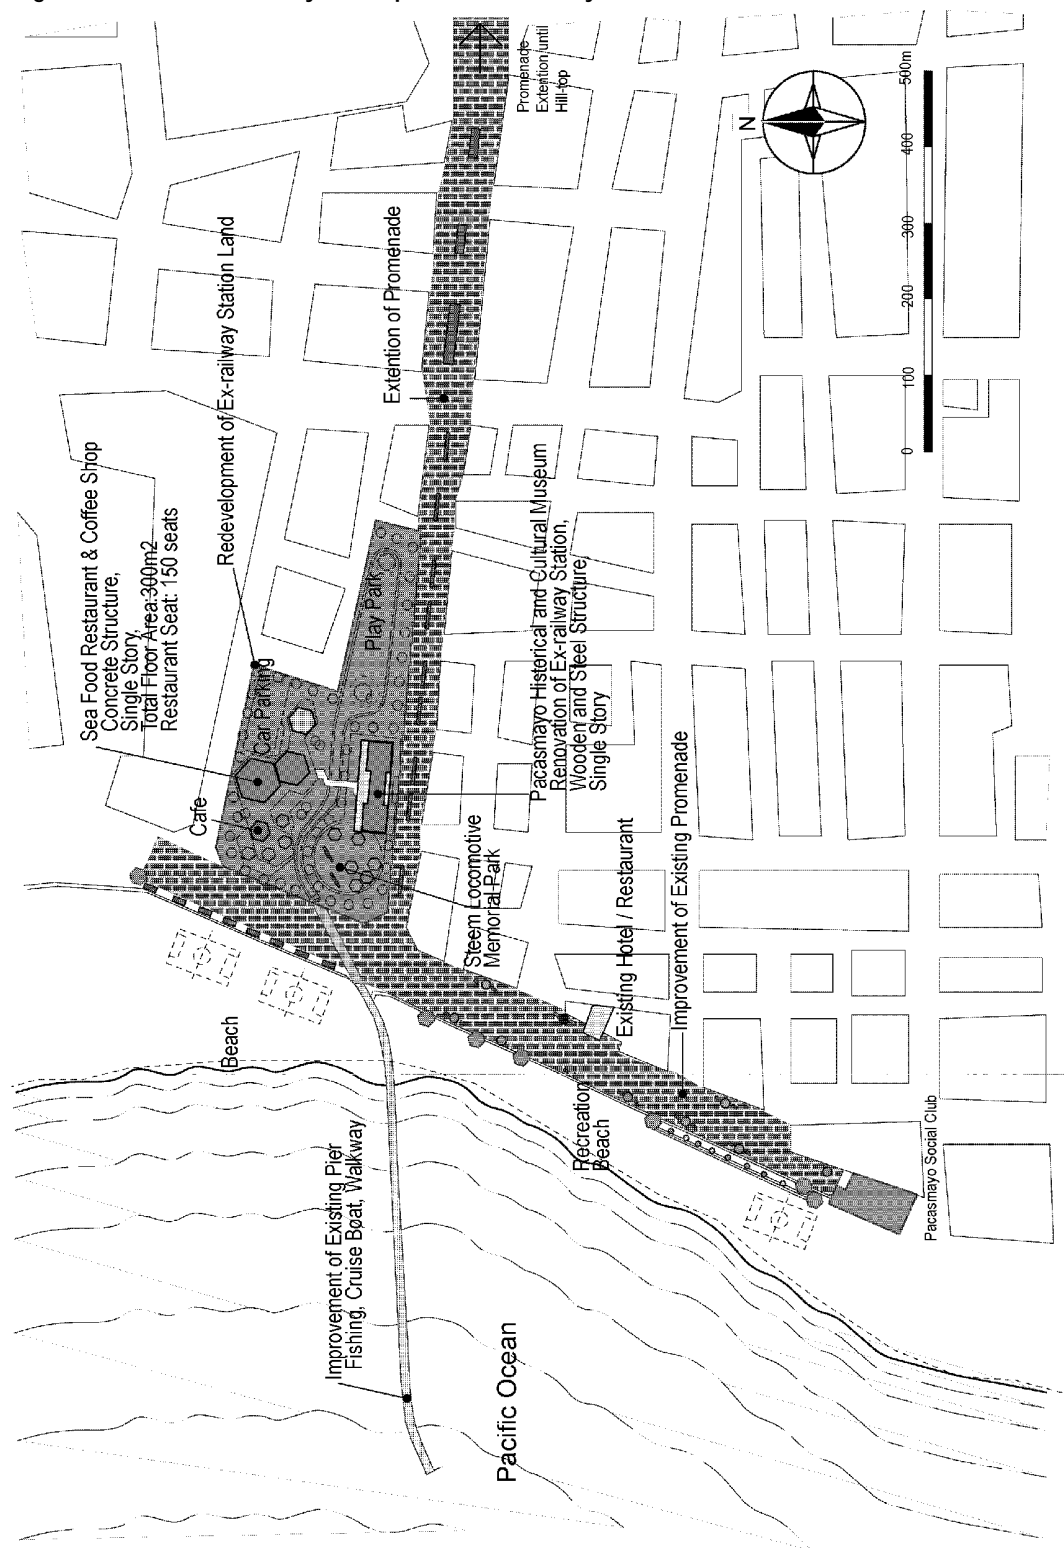 Promenade
Extention until
Hill-top
N
500m
400
300
200
100
0
Extention of Promenade
Redevelopment of Ex-railway Station Land
Sea Food Restaurant & Coffee Shop
Concrete Structure,
Single Story,
Total Floor Area:300m2
Restaurant Seat: 150 seats
Play Park
Car Parking
Cafe
Pacasmayo Historical and Cultural Museum
Renovation of Ex-railway Station,
Wooden and Steel Structure,
Single Story
Steem Locomotive
Memorial Park
Existing Hotel / Restaurant
Improvement of Existing Promenade
Beach
Recreation
Beach
Pacasmayo Social Club
Improvement of Existing Pier
Fishing, Cruise Boat, Walkway
Pacific Ocean